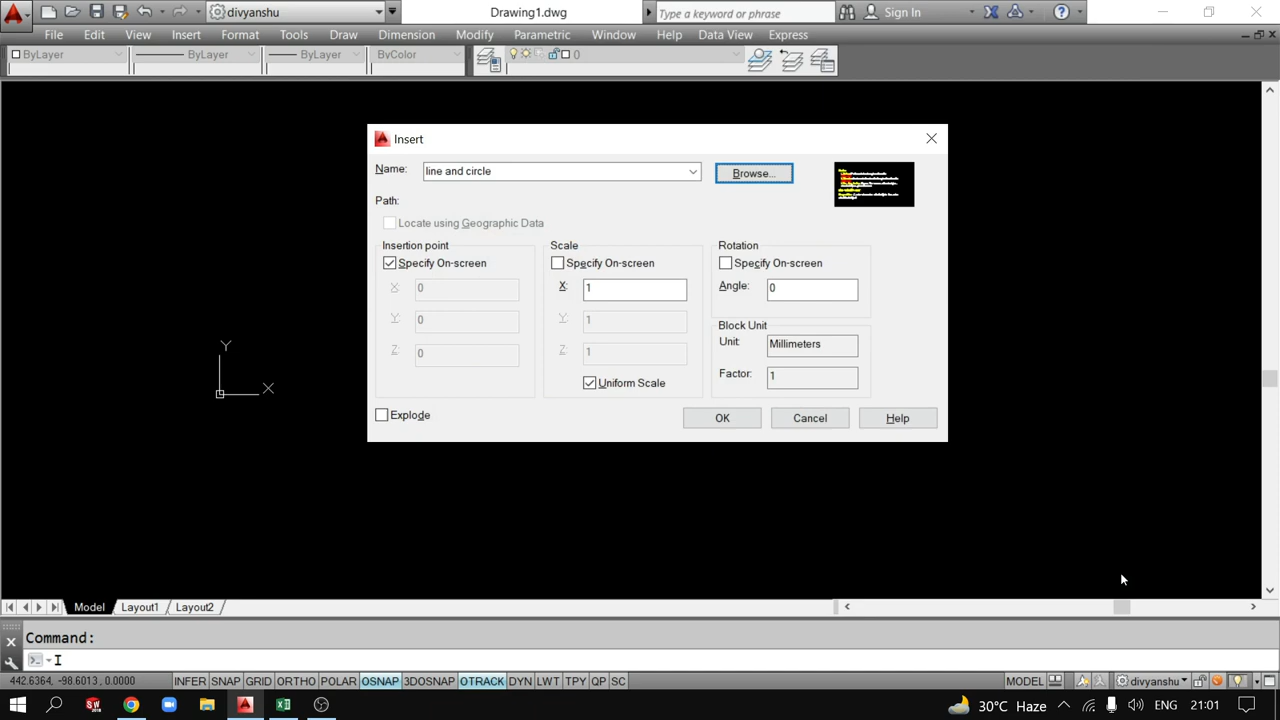 divyanshu
Drawing1.dwg
Type a keyword or phrase
Sign In
File Edit View Insert Format Tools Draw Dimension Modify Parametric Window Help Data View Express
ByLayer ByLayer ByLayer ByColor 0
Insert
Name: line and circle Browse...
Path:
Locate using Geographic Data
Insertion point Scale Rotation
Specify On-screen Specify On-screen Specify On-screen
X: 0 X: 1 Angle: 0
Y: 0 Y: 1
Z: 0 Z: 1
Block Unit
Unit: Millimeters
Factor: 1
Uniform Scale
Explode OK Cancel Help
Y
X
Model Layout1 Layout2
Command:
I
442.6364, -98.6013, 0.0000 INFER SNAP GRID ORTHO POLAR OSNAP 3DOSNAP OTRACK DYN LWT TPY QP SC MODEL divyanshu
30°C Haze ENG 21:01